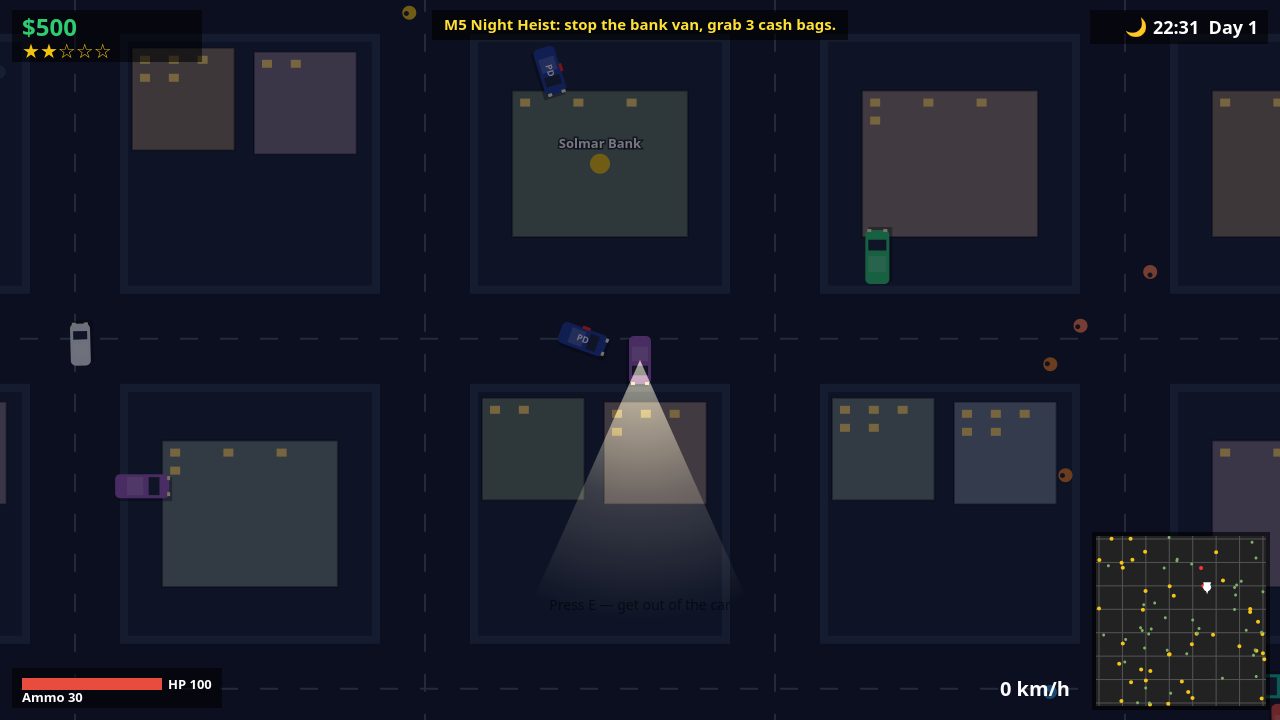 $500
★★☆☆☆
M5 Night Heist: stop the bank van, grab 3 cash bags.
🌙 22:31 Day 1
PD
Solmar Bank
PD
Press E — get out of the car
HP 100
Ammo 30
0 km/h